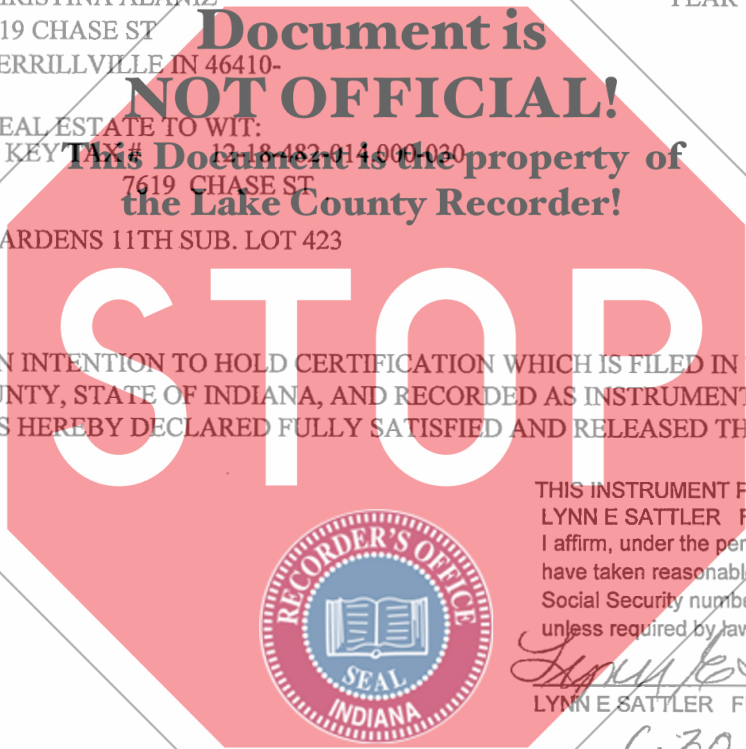 19 CHASE ST
ERRILLVILLE IN 46410-
Document is
NOT OFFICIAL!
EAL ESTATE TO WIT:
KEY TAX # 12-18-482-014.000-030
This Document is the property of
7619 CHASE ST
the Lake County Recorder!
ARDENS 11TH SUB. LOT 423
STOP
N INTENTION TO HOLD CERTIFICATION WHICH IS FILED IN
UNTY, STATE OF INDIANA, AND RECORDED AS INSTRUMENT
S HEREBY DECLARED FULLY SATISFIED AND RELEASED TH
THIS INSTRUMENT
LYNN E SATTLER
I affirm, under the
have taken
Social Security
unless required by law
RECORDER'S OFFICE
SEAL
INDIANA
LYNN E SATTLER